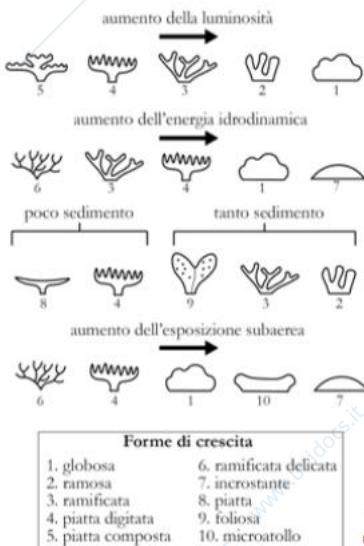 aumento della luminosità
5 4 3 2 1
aumento dell'energia idrodinamica
6 3 4 1 7
poco sedimento tanto sedimento
8 4 9 3 2
aumento dell'esposizione subaerea
6 4 1 10 7
Forme di crescita
1. globosa 6. ramificata delicata
2. ramosa 7. incrostante
3. ramificata 8. piatta
4. piatta digitata 9. foliosa
5. piatta composta 10. microatollo